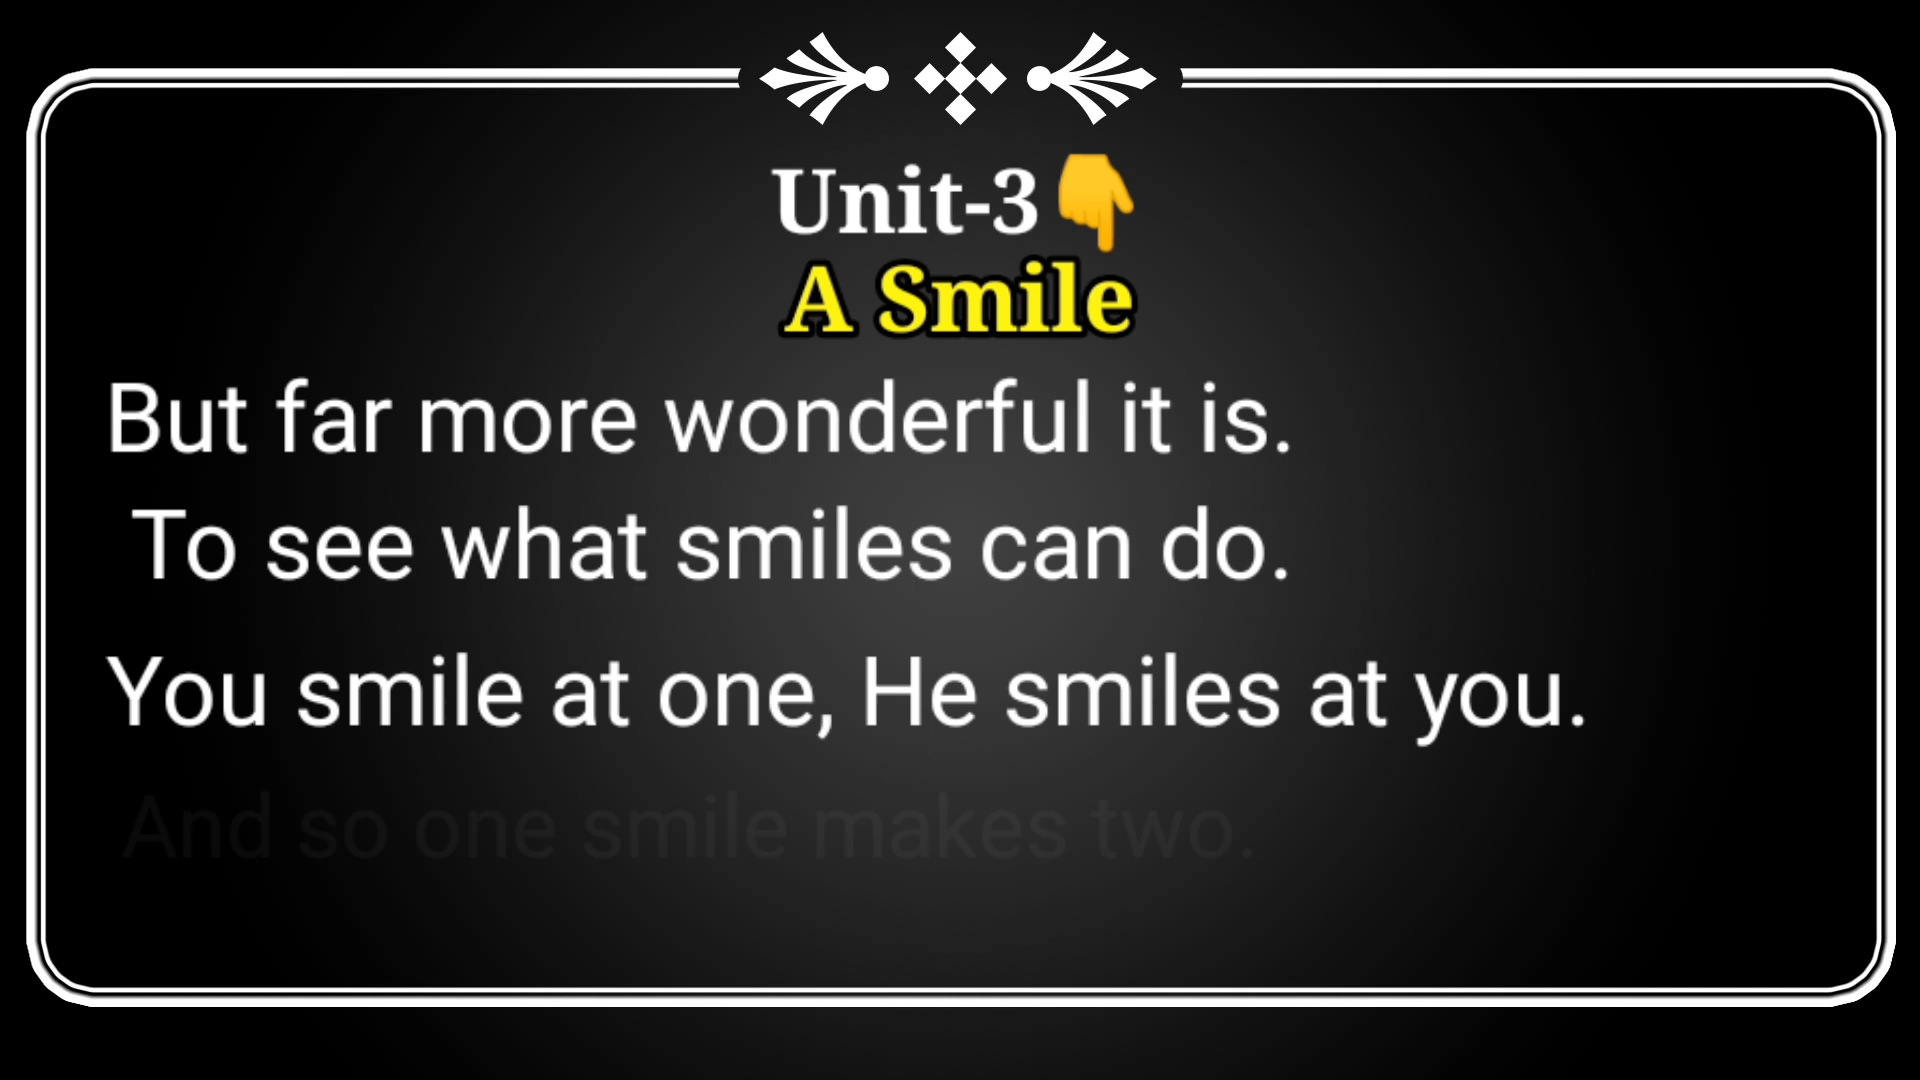 Unit-3👇
A Smile
But far more wonderful it is.
To see what smiles can do.
You smile at one, He smiles at you.
And so one smile makes two.